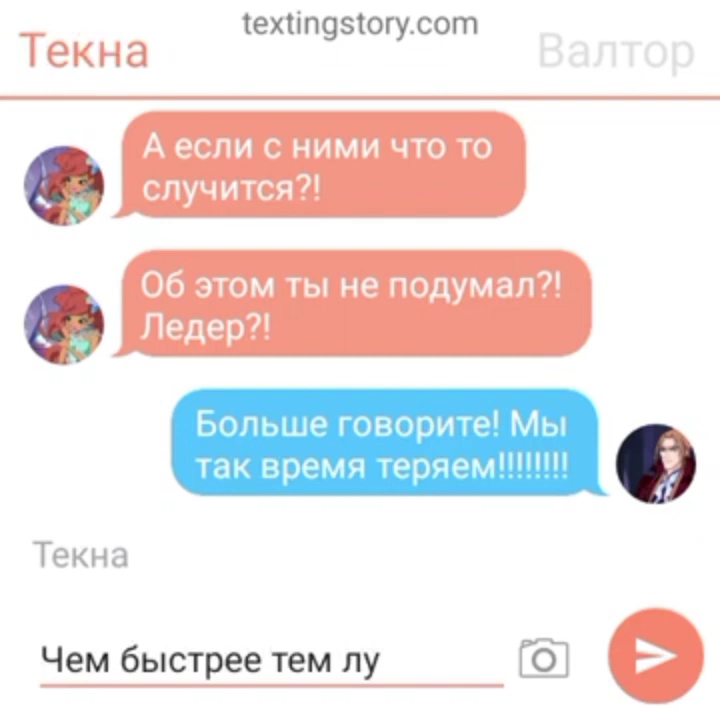 textingstory.com
Текна
Валтор
А если с ними что то
случится?!
Об этом ты не подумал?!
Ледер?!
Больше говорите! Мы
так время теряем!!!!!!!!
Текна
Чем быстрее тем лу